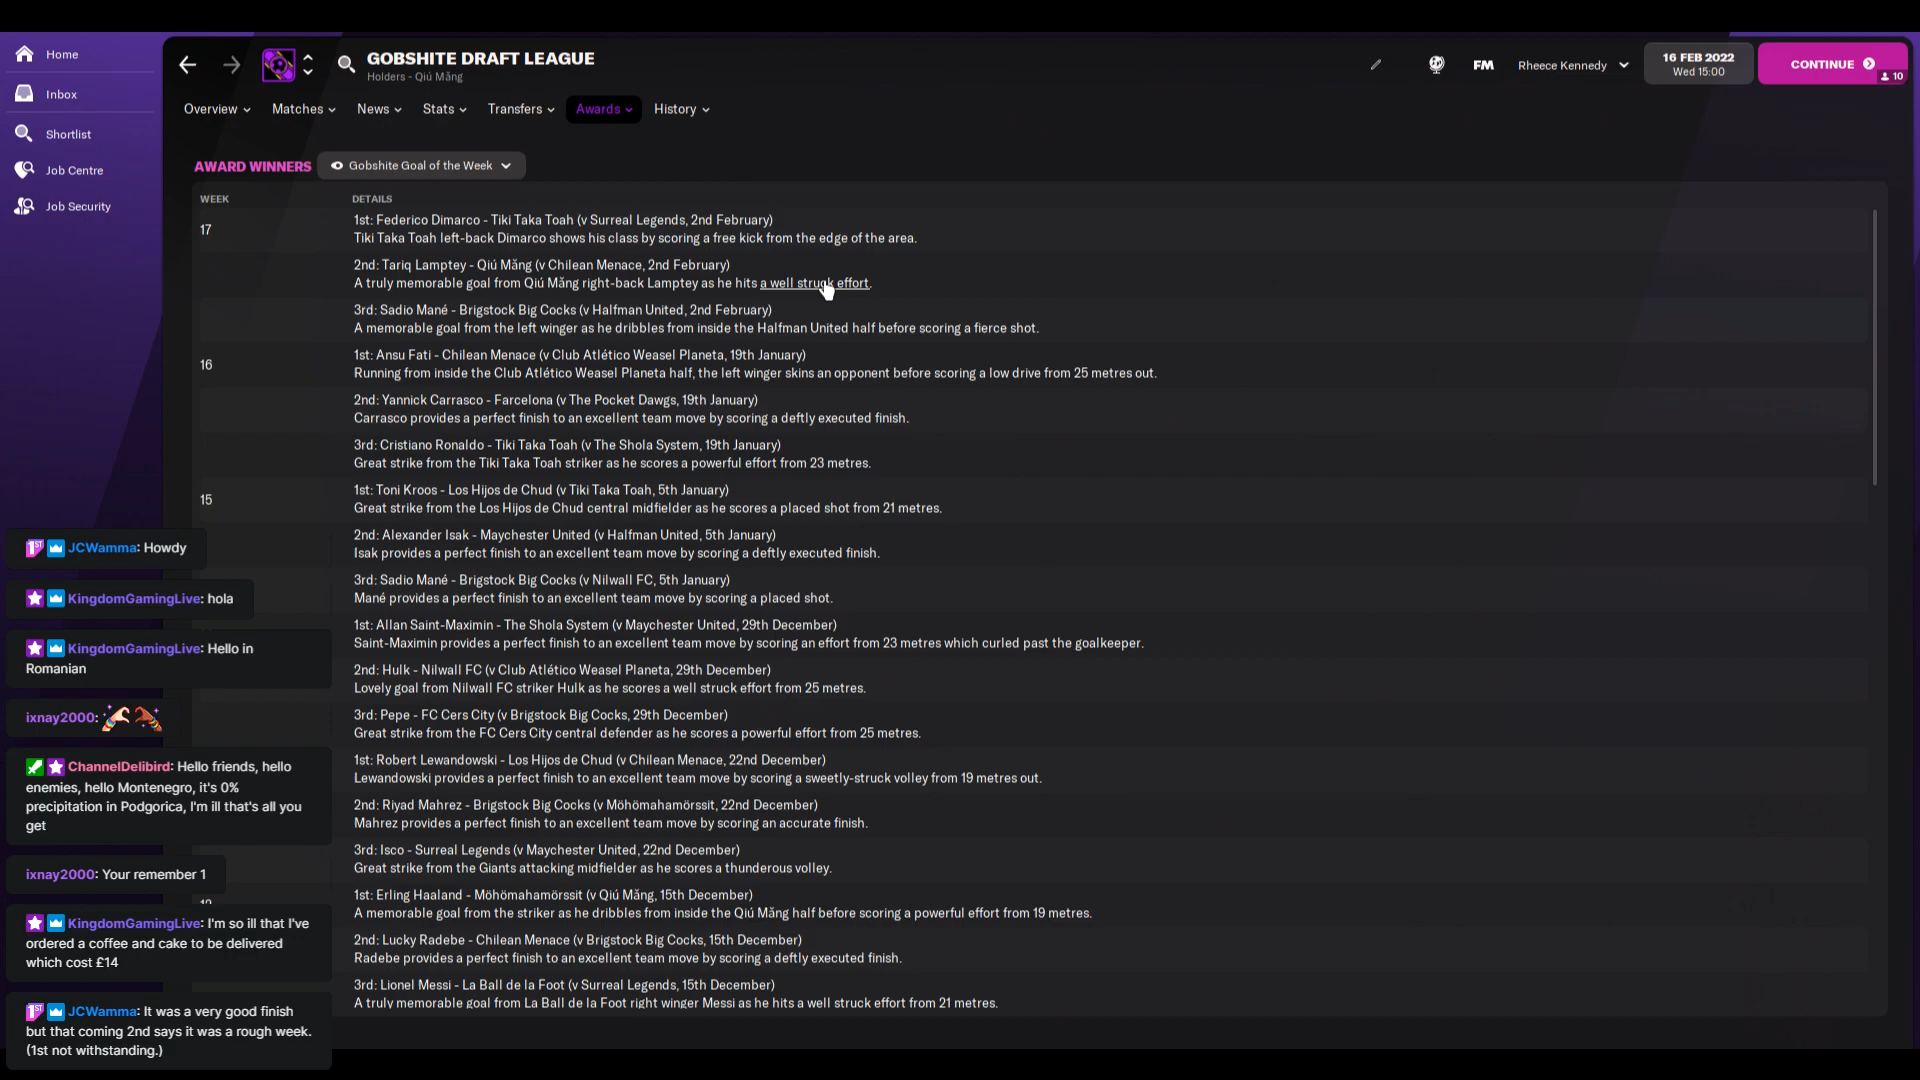 Home
Inbox
Shortlist
Job Centre
Job Security
GOBSHITE DRAFT LEAGUE
Holders - Qiú Măng
FM
Rheece Kennedy
16 FEB 2022
Wed 15:00
CONTINUE
10
Overview
Matches
News
Stats
Transfers
Awards
History
AWARD WINNERS
Gobshite Goal of the Week
WEEK DETAILS
17
1st: Federico Dimarco - Tiki Taka Toah (v Surreal Legends, 2nd February)
Tiki Taka Toah left-back Dimarco shows his class by scoring a free kick from the edge of the area.
2nd: Tariq Lamptey - Qiú Măng (v Chilean Menace, 2nd February)
A truly memorable goal from Qiú Măng right-back Lamptey as he hits a well struck effort.
3rd: Sadio Mané - Brigstock Big Cocks (v Halfman United, 2nd February)
A memorable goal from the left winger as he dribbles from inside the Halfman United half before scoring a fierce shot.
16
1st: Ansu Fati - Chilean Menace (v Club Atlético Weasel Planeta, 19th January)
Running from inside the Club Atlético Weasel Planeta half, the left winger skins an opponent before scoring a low drive from 25 metres out.
2nd: Yannick Carrasco - Farcelona (v The Pocket Dawgs, 19th January)
Carrasco provides a perfect finish to an excellent team move by scoring a deftly executed finish.
3rd: Cristiano Ronaldo - Tiki Taka Toah (v The Shola System, 19th January)
Great strike from the Tiki Taka Toah striker as he scores a powerful effort from 23 metres.
15
1st: Toni Kroos - Los Hijos de Chud (v Tiki Taka Toah, 5th January)
Great strike from the Los Hijos de Chud central midfielder as he scores a placed shot from 21 metres.
2nd: Alexander Isak - Maychester United (v Halfman United, 5th January)
Isak provides a perfect finish to an excellent team move by scoring a deftly executed finish.
3rd: Sadio Mané - Brigstock Big Cocks (v Nilwall FC, 5th January)
Mané provides a perfect finish to an excellent team move by scoring a placed shot.
1st: Allan Saint-Maximin - The Shola System (v Maychester United, 29th December)
Saint-Maximin provides a perfect finish to an excellent team move by scoring an effort from 23 metres which curled past the goalkeeper.
2nd: Hulk - Nilwall FC (v Club Atlético Weasel Planeta, 29th December)
Lovely goal from Nilwall FC striker Hulk as he scores a well struck effort from 25 metres.
3rd: Pepe - FC Cers City (v Brigstock Big Cocks, 29th December)
Great strike from the FC Cers City central defender as he scores a powerful effort from 25 metres.
1st: Robert Lewandowski - Los Hijos de Chud (v Chilean Menace, 22nd December)
Lewandowski provides a perfect finish to an excellent team move by scoring a sweetly-struck volley from 19 metres out.
2nd: Riyad Mahrez - Brigstock Big Cocks (v Möhömahamörssit, 22nd December)
Mahrez provides a perfect finish to an excellent team move by scoring an accurate finish.
3rd: Isco - Surreal Legends (v Maychester United, 22nd December)
Great strike from the Giants attacking midfielder as he scores a thunderous volley.
1st: Erling Haaland - Möhömahamörssit (v Qiú Măng, 15th December)
A memorable goal from the striker as he dribbles from inside the Qiú Măng half before scoring a powerful effort from 19 metres.
2nd: Lucky Radebe - Chilean Menace (v Brigstock Big Cocks, 15th December)
Radebe provides a perfect finish to an excellent team move by scoring a deftly executed finish.
3rd: Lionel Messi - La Ball de la Foot (v Surreal Legends, 15th December)
A truly memorable goal from La Ball de la Foot right winger Messi as he hits a well struck effort from 21 metres.
1ST JCWamma: Howdy
KingdomGamingLive: hola
KingdomGamingLive: Hello in
Romanian
ixnay2000:
ChannelDelibird: Hello friends, hello
enemies, hello Montenegro, it's 0%
precipitation in Podgorica, I'm ill that's all you
get
ixnay2000: Your remember 1
KingdomGamingLive: I'm so ill that I've
ordered a coffee and cake to be delivered
which cost £14
1ST JCWamma: It was a very good finish
but that coming 2nd says it was a rough week.
(1st not withstanding.)